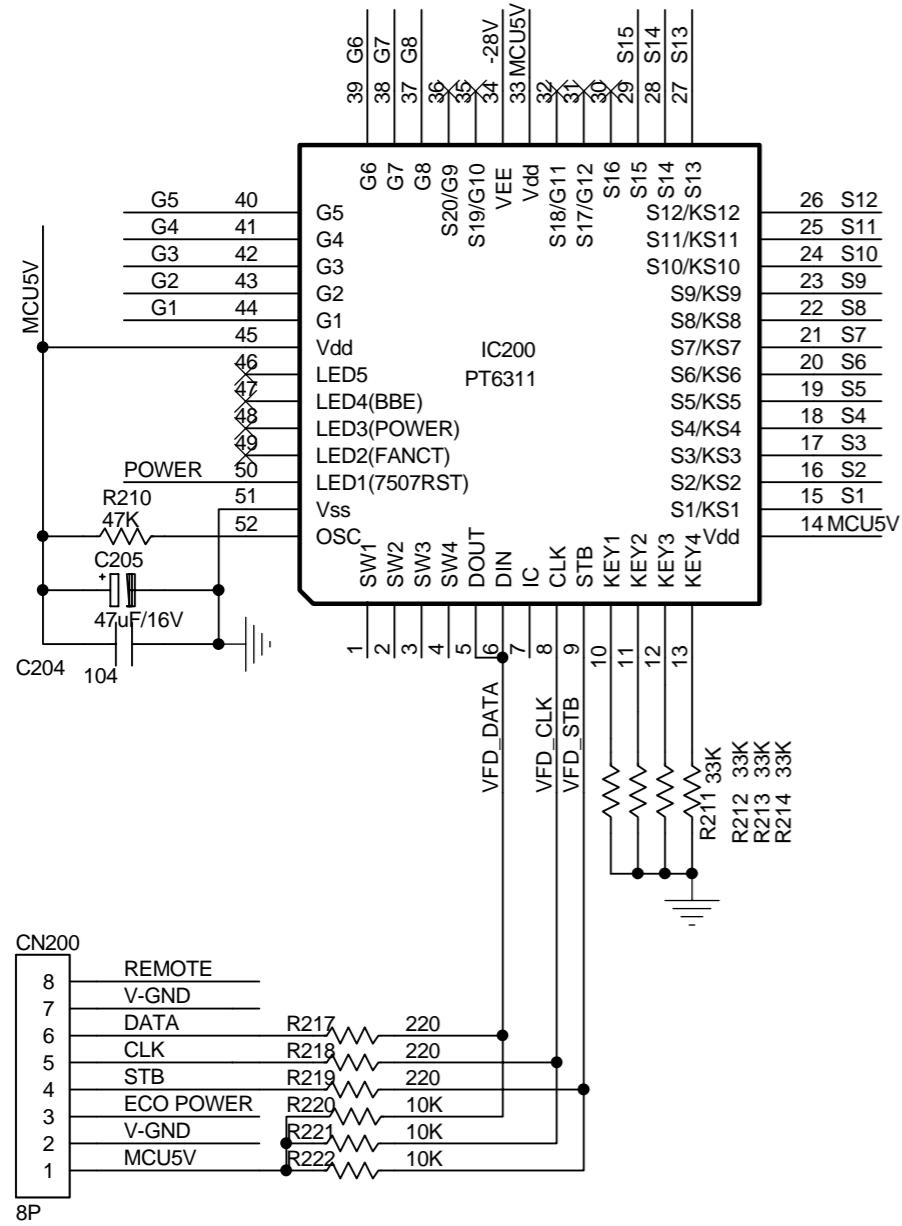 39 G6
38 G7
37 G8
36
35
34 -28V
33 MCU5V
32
31
30
29 S15
28 S14
27 S13
G6
G7
G8
S20/G9
S19/G10
VEE
Vdd
S18/G11
S17/G12
S16
S15
S14
S13
MCU5V
G5 40 G5
G4 41 G4
G3 42 G3
G2 43 G2
G1 44 G1
45 Vdd
46 LED5
47 LED4(BBE)
48 LED3(POWER)
49 LED2(FANCT)
POWER 50 LED1(7507RST)
51 Vss
52 OSC
IC200
PT6311
S12/KS12 26 S12
S11/KS11 25 S11
S10/KS10 24 S10
S9/KS9 23 S9
S8/KS8 22 S8
S7/KS7 21 S7
S6/KS6 20 S6
S5/KS5 19 S5
S4/KS4 18 S4
S3/KS3 17 S3
S2/KS2 16 S2
S1/KS1 15 S1
Vdd 14 MCU5V
R210
47K
C205
+
47uF/16V
C204
104
SW1
SW2
SW3
SW4
DOUT
DIN
IC
CLK
STB
KEY1
KEY2
KEY3
KEY4
1
2
3
4
5
6
7
8
9
10
11
12
13
VFD_DATA
VFD_CLK
VFD_STB
R211 33K
R212 33K
R213 33K
R214 33K
CN200
8 REMOTE
7 V-GND
6 DATA R217 220
5 CLK R218 220
4 STB R219 220
3 ECO POWER R220 10K
2 V-GND R221 10K
1 MCU5V R222 10K
8P